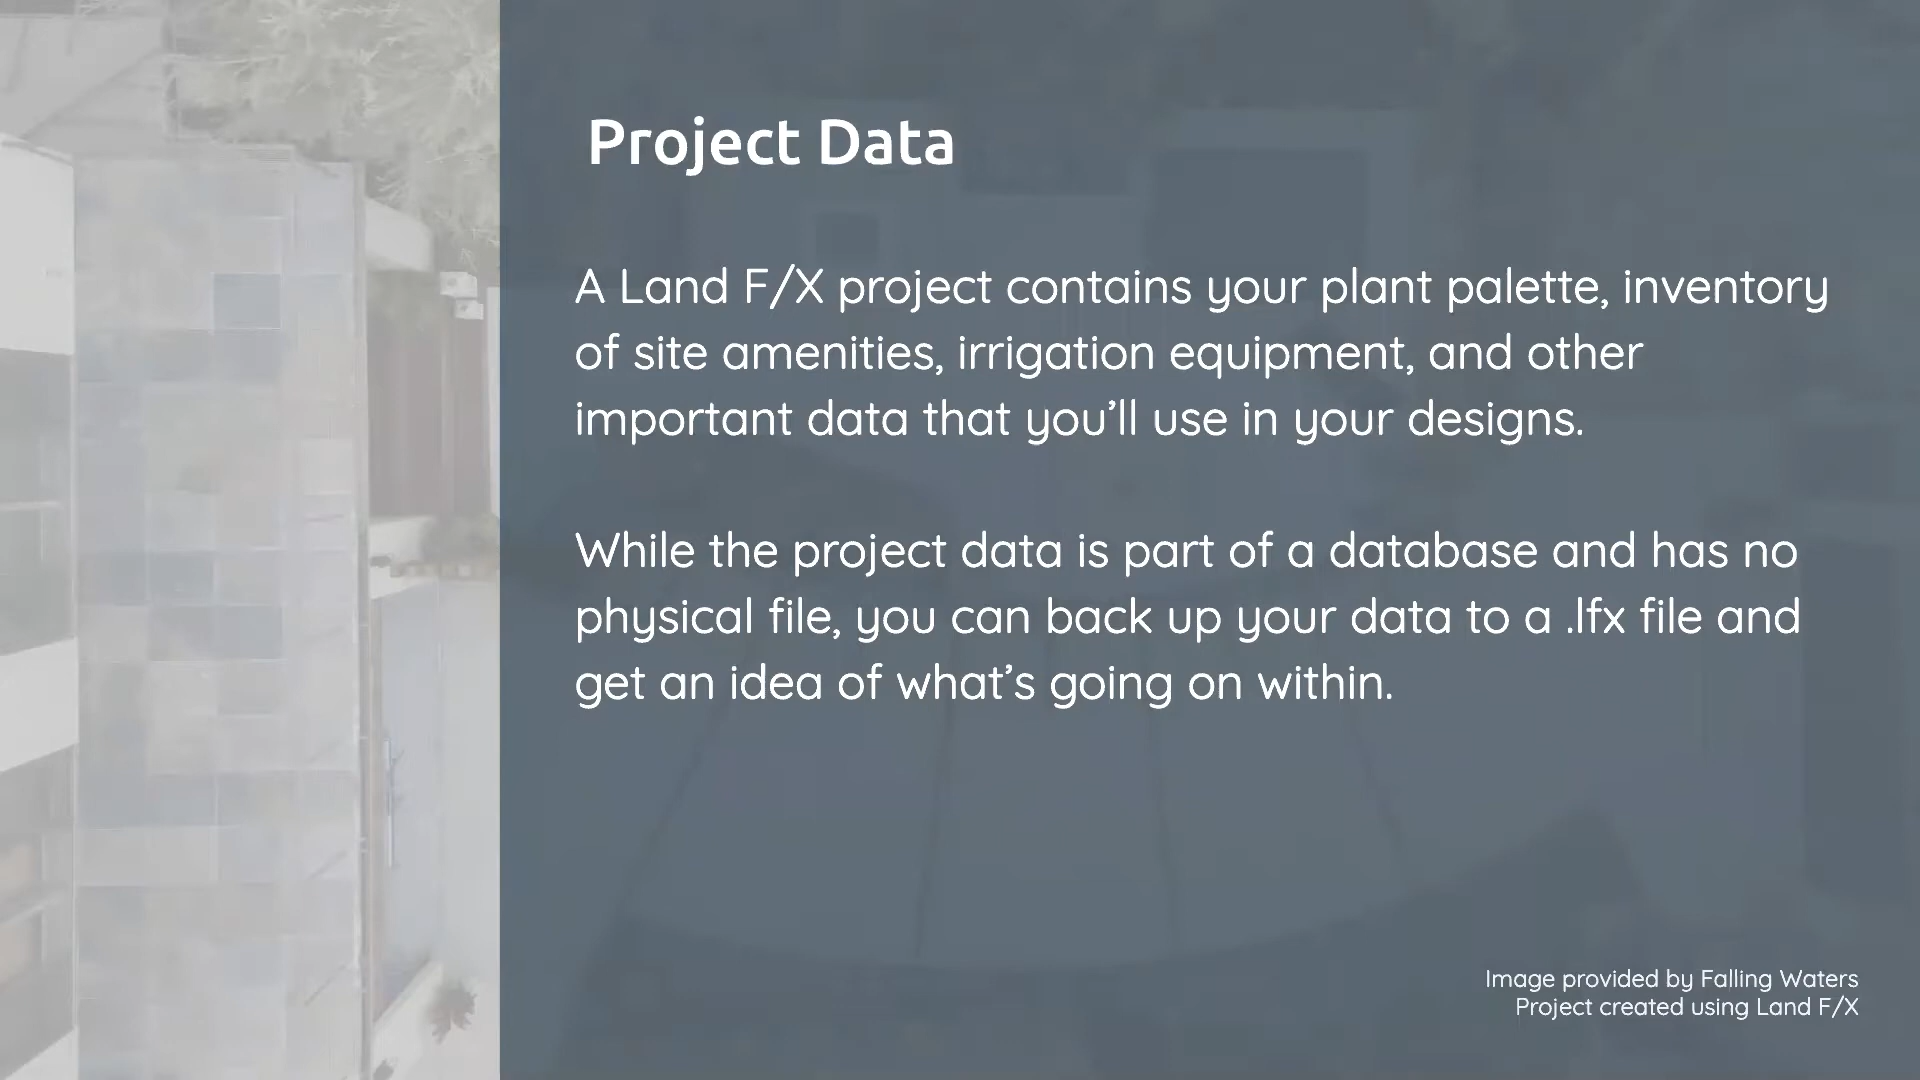 Project Data
A Land F/X project contains your plant palette, inventory
of site amenities, irrigation equipment, and other
important data that you’ll use in your designs.
While the project data is part of a database and has no
physical file, you can back up your data to a .lfx file and
get an idea of what’s going on within.
Image provided by Falling Waters
Project created using Land F/X